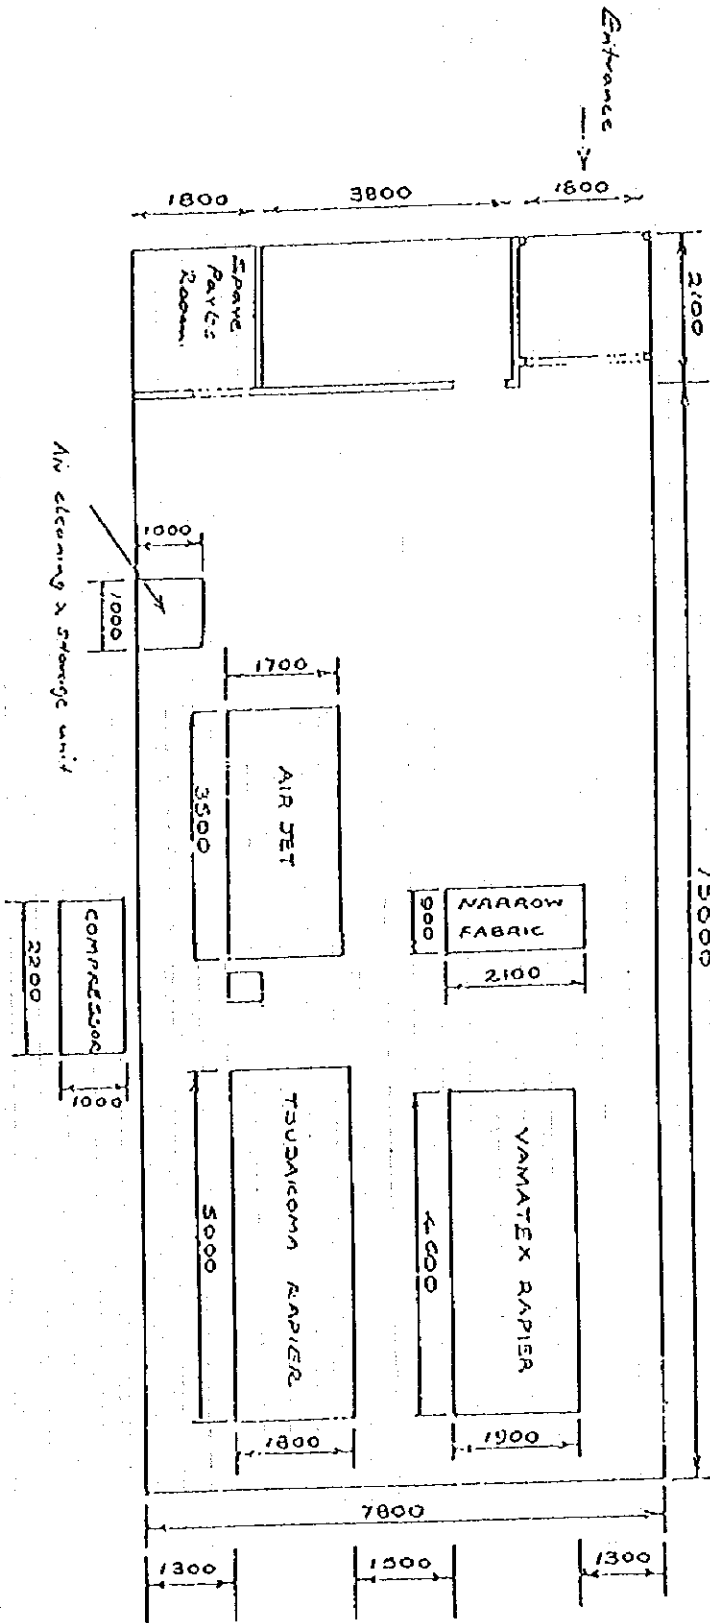 Entrance
1800
3800
1800
2100
Spare
Parts
Room.
15000
Air cleaning & storage unit
1000
1000
1700
AIR JET
3500
NARROW
FABRIC
900
2100
COMPRESSOR
2200
1000
TSUDAKOMA RAPIER
5000
VAMATEX RAPIER
4600
1800
1900
7800
1300
1500
1300